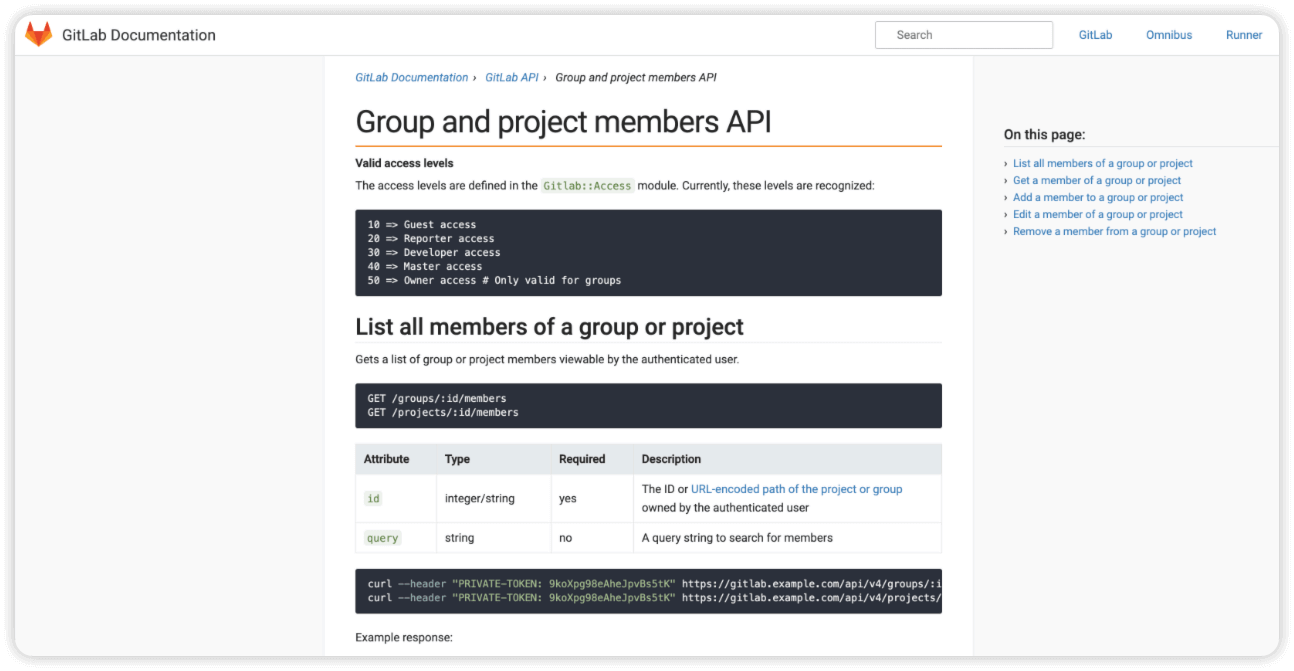 GitLab Documentation
Search
GitLab
Omnibus
Runner
GitLab Documentation › GitLab API › Group and project members API
Group and project members API
Valid access levels
The access levels are defined in the Gitlab::Access module. Currently, these levels are recognized:
10 => Guest access
20 => Reporter access
30 => Developer access
40 => Master access
50 => Owner access # Only valid for groups
List all members of a group or project
Gets a list of group or project members viewable by the authenticated user.
GET /groups/:id/members
GET /projects/:id/members
Attribute Type Required Description
id integer/string yes The ID or URL-encoded path of the project or group
owned by the authenticated user
query string no A query string to search for members
curl --header "PRIVATE-TOKEN: 9koXpg98eAheJpvBs5tK" https://gitlab.example.com/api/v4/groups/:i
curl --header "PRIVATE-TOKEN: 9koXpg98eAheJpvBs5tK" https://gitlab.example.com/api/v4/projects/
Example response:
On this page:
› List all members of a group or project
› Get a member of a group or project
› Add a member to a group or project
› Edit a member of a group or project
› Remove a member from a group or project